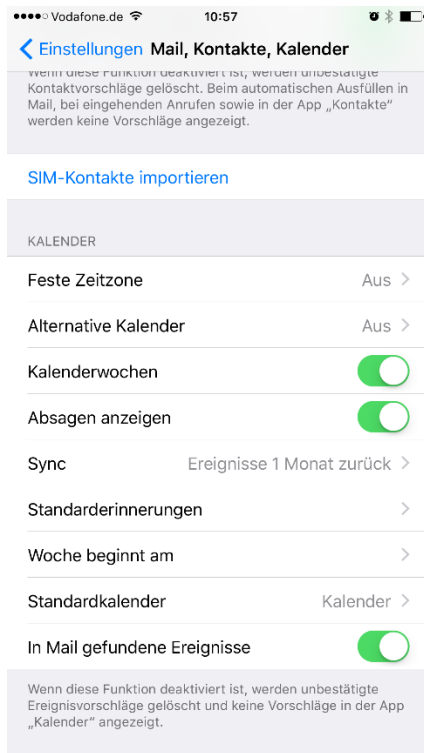 Vodafone.de 10:57
Einstellungen Mail, Kontakte, Kalender
Wenn diese Funktion deaktiviert ist, werden unbestätigte
Kontaktvorschläge gelöscht. Beim automatischen Ausfüllen in
Mail, bei eingehenden Anrufen sowie in der App „Kontakte“
werden keine Vorschläge angezeigt.
SIM-Kontakte importieren
KALENDER
Feste Zeitzone Aus
Alternative Kalender Aus
Kalenderwochen
Absagen anzeigen
Sync Ereignisse 1 Monat zurück
Standarderinnerungen
Woche beginnt am
Standardkalender Kalender
In Mail gefundene Ereignisse
Wenn diese Funktion deaktiviert ist, werden unbestätigte
Ereignisvorschläge gelöscht und keine Vorschläge in der App
„Kalender“ angezeigt.